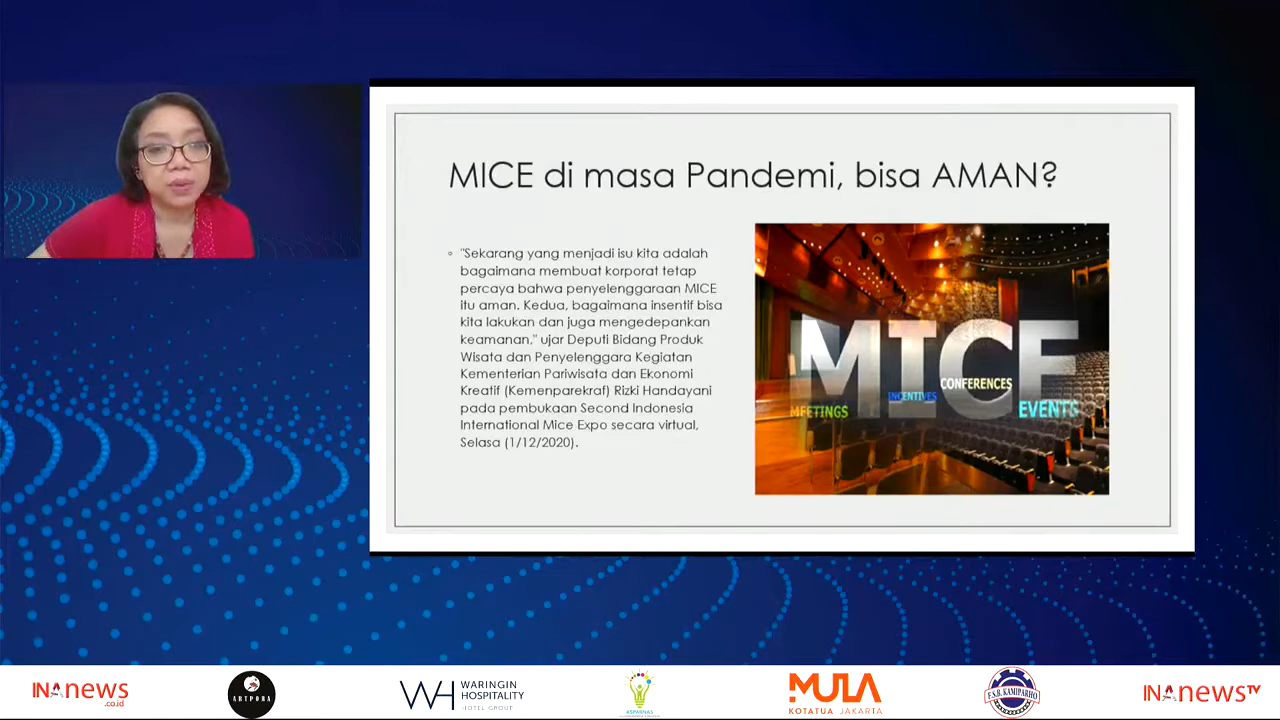 MICE di masa Pandemi, bisa AMAN?
"Sekarang yang menjadi isu kita adalah
bagaimana membuat korporat tetap
percaya bahwa penyelenggaraan MICE
itu aman. Kedua, bagaimana insentif bisa
kita lakukan dan juga mengedepankan
keamanan," ujar Deputi Bidang Produk
Wisata dan Penyelenggara Kegiatan
Kementerian Pariwisata dan Ekonomi
Kreatif (Kemenparekraf) Rizki Handayani
pada pembukaan Second Indonesia
International Mice Expo secara virtual,
Selasa (1/12/2020).
MICE
MEETINGS
INCENTIVES
CONFERENCES
EVENTS
INAnews
.co.id
ARTPORA
WH
WARINGIN
HOSPITALITY
HOTEL GROUP
ASPARNAS
MULA
KOTATUA JAKARTA
F.S.B. KAMIPARHO
INAnewsTV